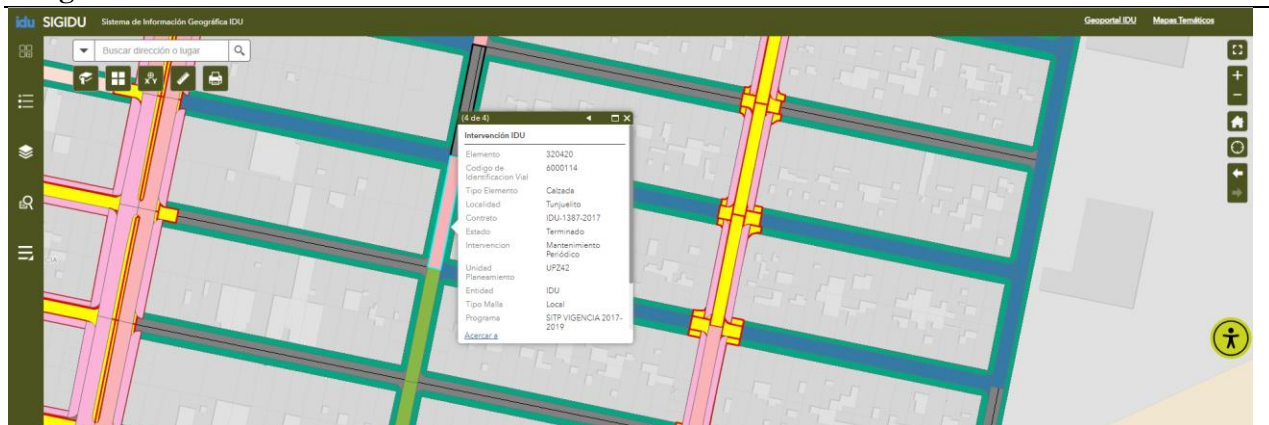 idu SIGIDU Sistema de Información Geográfica IDU Geoportal IDU Mapas Temáticos
Buscar dirección o lugar
(4 de 4)
Intervención IDU
Elemento 320420
Codigo de Identificacion Vial 6000114
Tipo Elemento Calzada
Localidad Tunjuelito
Contrato IDU-1387-2017
Estado Terminado
Intervencion Mantenimiento Periódico
Unidad Planeamiento UPZ42
Entidad IDU
Tipo Malla Local
Programa SITP VIGENCIA 2017-2019
Acercar a